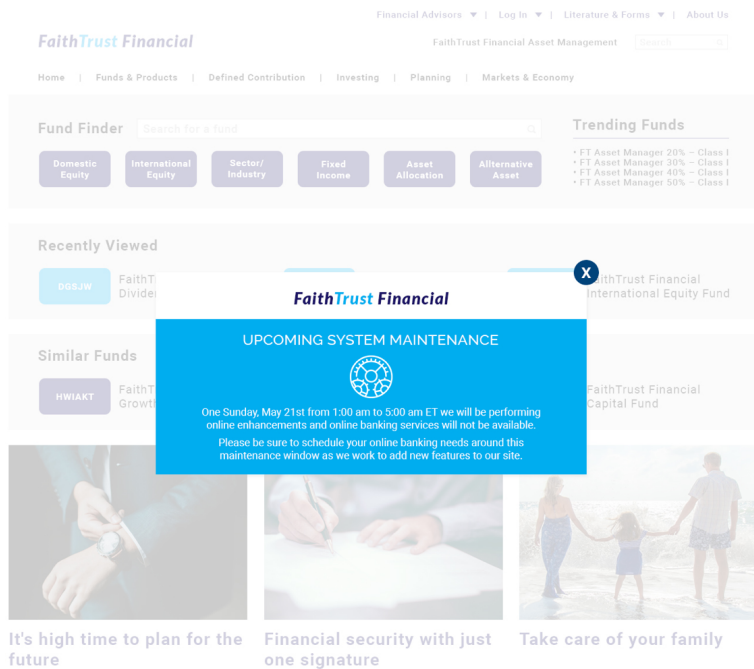 Financial Advisors ▼ | Log In ▼ | Literature & Forms ▼ | About Us
FaithTrust Financial
FaithTrust Financial Asset Management
Search
Home | Funds & Products | Defined Contribution | Investing | Planning | Markets & Economy
Fund Finder
Search for a fund
Domestic
Equity
International
Equity
Sector/
Industry
Fixed
Income
Asset
Allocation
Allternative
Asset
Trending Funds
• FT Asset Manager 20% – Class I
• FT Asset Manager 30% – Class I
• FT Asset Manager 40% – Class I
• FT Asset Manager 50% – Class I
Recently Viewed
DGSJW
FaithT
Divide
ithTrust Financial
International Equity Fund
X
FaithTrust Financial
UPCOMING SYSTEM MAINTENANCE
One Sunday, May 21st from 1:00 am to 5:00 am ET we will be performing
online enhancements and online banking services will not be available.
Please be sure to schedule your online banking needs around this
maintenance window as we work to add new features to our site.
Similar Funds
HWIAKT
FaithT
Growt
FaithTrust Financial
Capital Fund
It's high time to plan for the
future
Financial security with just
one signature
Take care of your family